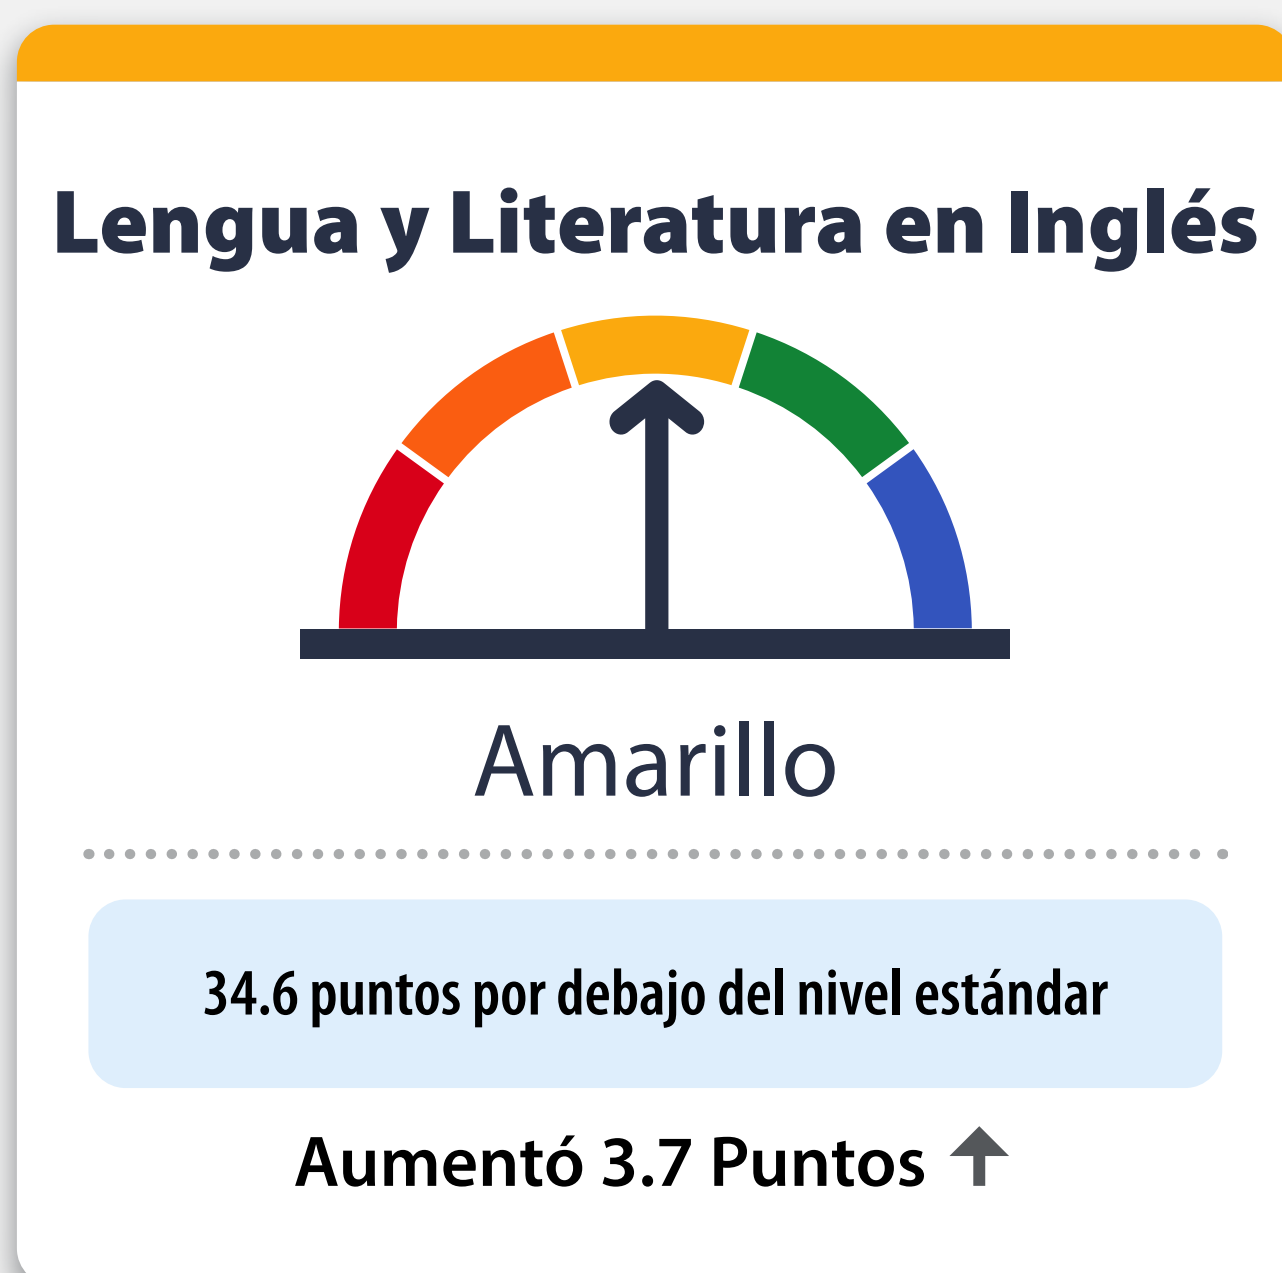 Lengua y Literatura en Inglés
Amarillo
34.6 puntos por debajo del nivel estándar
Aumentó 3.7 Puntos